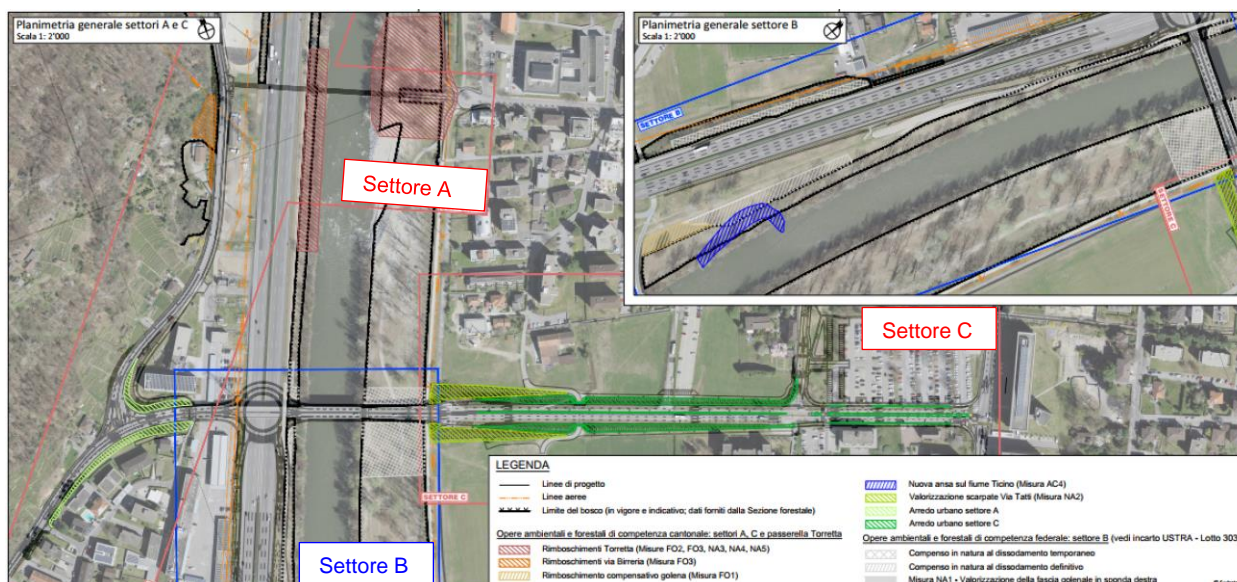 Planimetria generale settori A e C
Scala 1: 2'000
Planimetria generale settore B
Scala 1: 2'000
SETTORE B
SETTORE C
Settore A
Settore C
SETTORE C
Settore B
LEGENDA
Linee di progetto
Linee aeree
Limite del bosco (in vigore e indicativo; dati forniti dalla Sezione forestale)
Opere ambientali e forestali di competenza cantonale: settori A, C e passerella Torretta
Rimboschimenti Torretta (Misure FO2, FO3, NA3, NA4, NA5)
Rimboschimenti via Birreria (Misura FO3)
Rimboschimento compensativo golena (Misura FO1)
Nuova ansa sul fiume Ticino (Misura AC4)
Valorizzazione scarpate Via Tatti (Misura NA2)
Arredo urbano settore A
Arredo urbano settore C
Opere ambientali e forestali di competenza federale: settore B (vedi incarto USTRA - Lotto 303
Compenso in natura al dissodamento temporaneo
Compenso in natura al dissodamento definitivo
Misura NA1 - Valorizzazione della fascia golenale in sponda destra